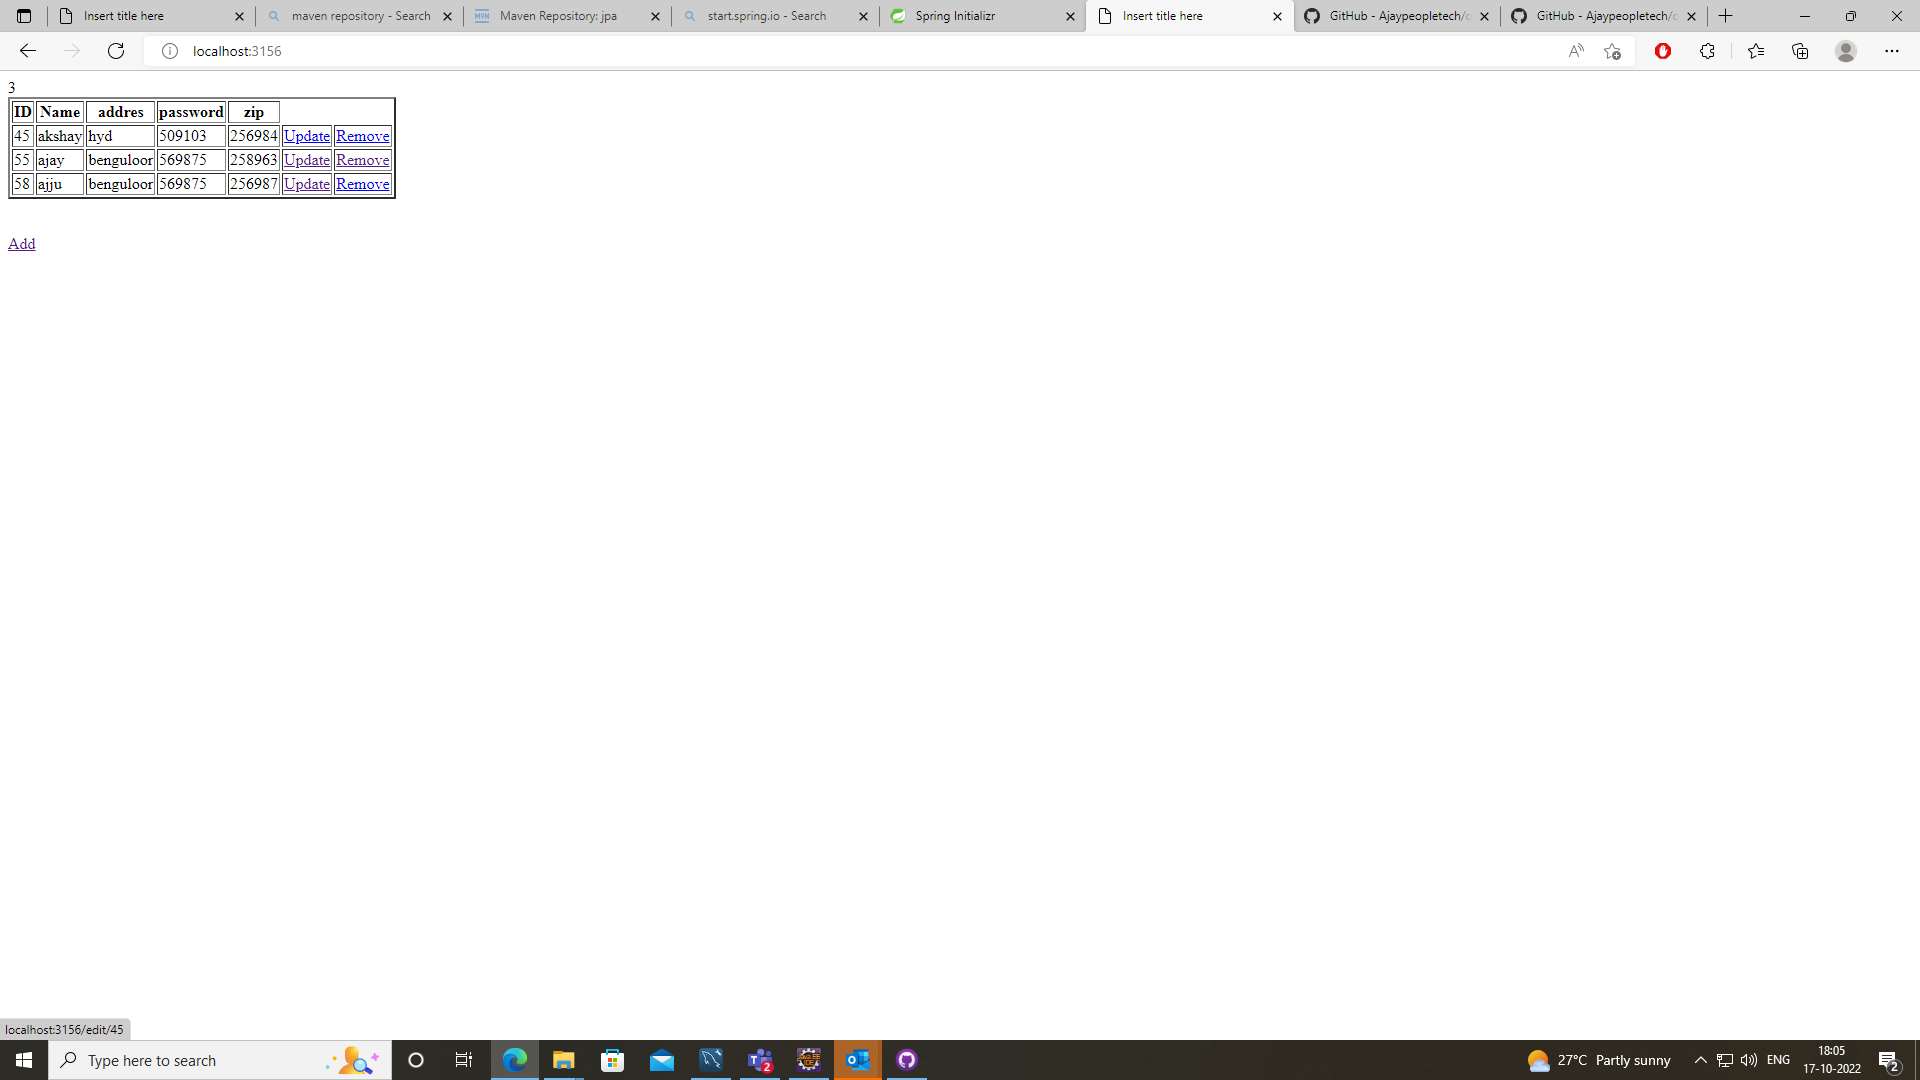 Insert title here
maven repository - Search
Maven Repository: jpa
start.spring.io - Search
Spring Initializr
Insert title here
GitHub - Ajaypeopletech/
GitHub - Ajaypeopletech/
localhost:3156
3
ID Name addres password zip
45 akshay hyd 509103 256984 Update Remove
55 ajay benguloor 569875 258963 Update Remove
58 ajju benguloor 569875 256987 Update Remove
Add
localhost:3156/edit/45
Type here to search
27°C Partly sunny
ENG
18:05
17-10-2022